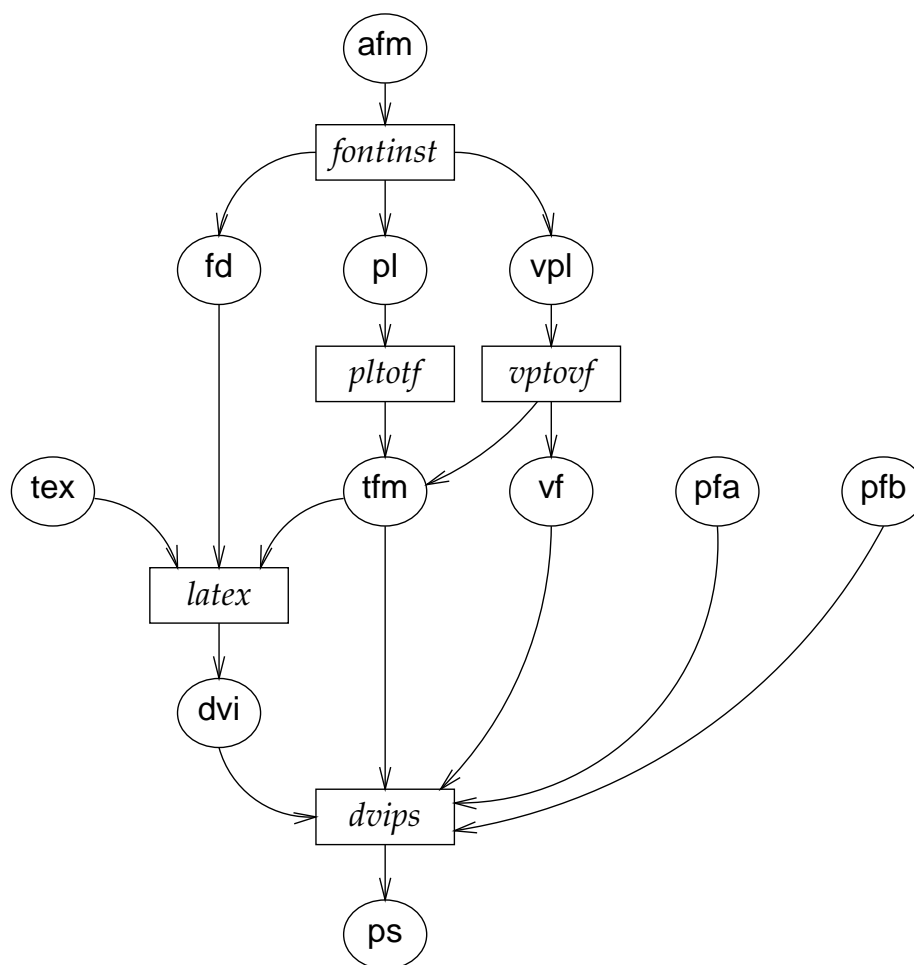 afm
fontinst
fd
pl
vpl
pltotf
vptovf
tex
tfm
vf
pfa
pfb
latex
dvi
dvips
ps